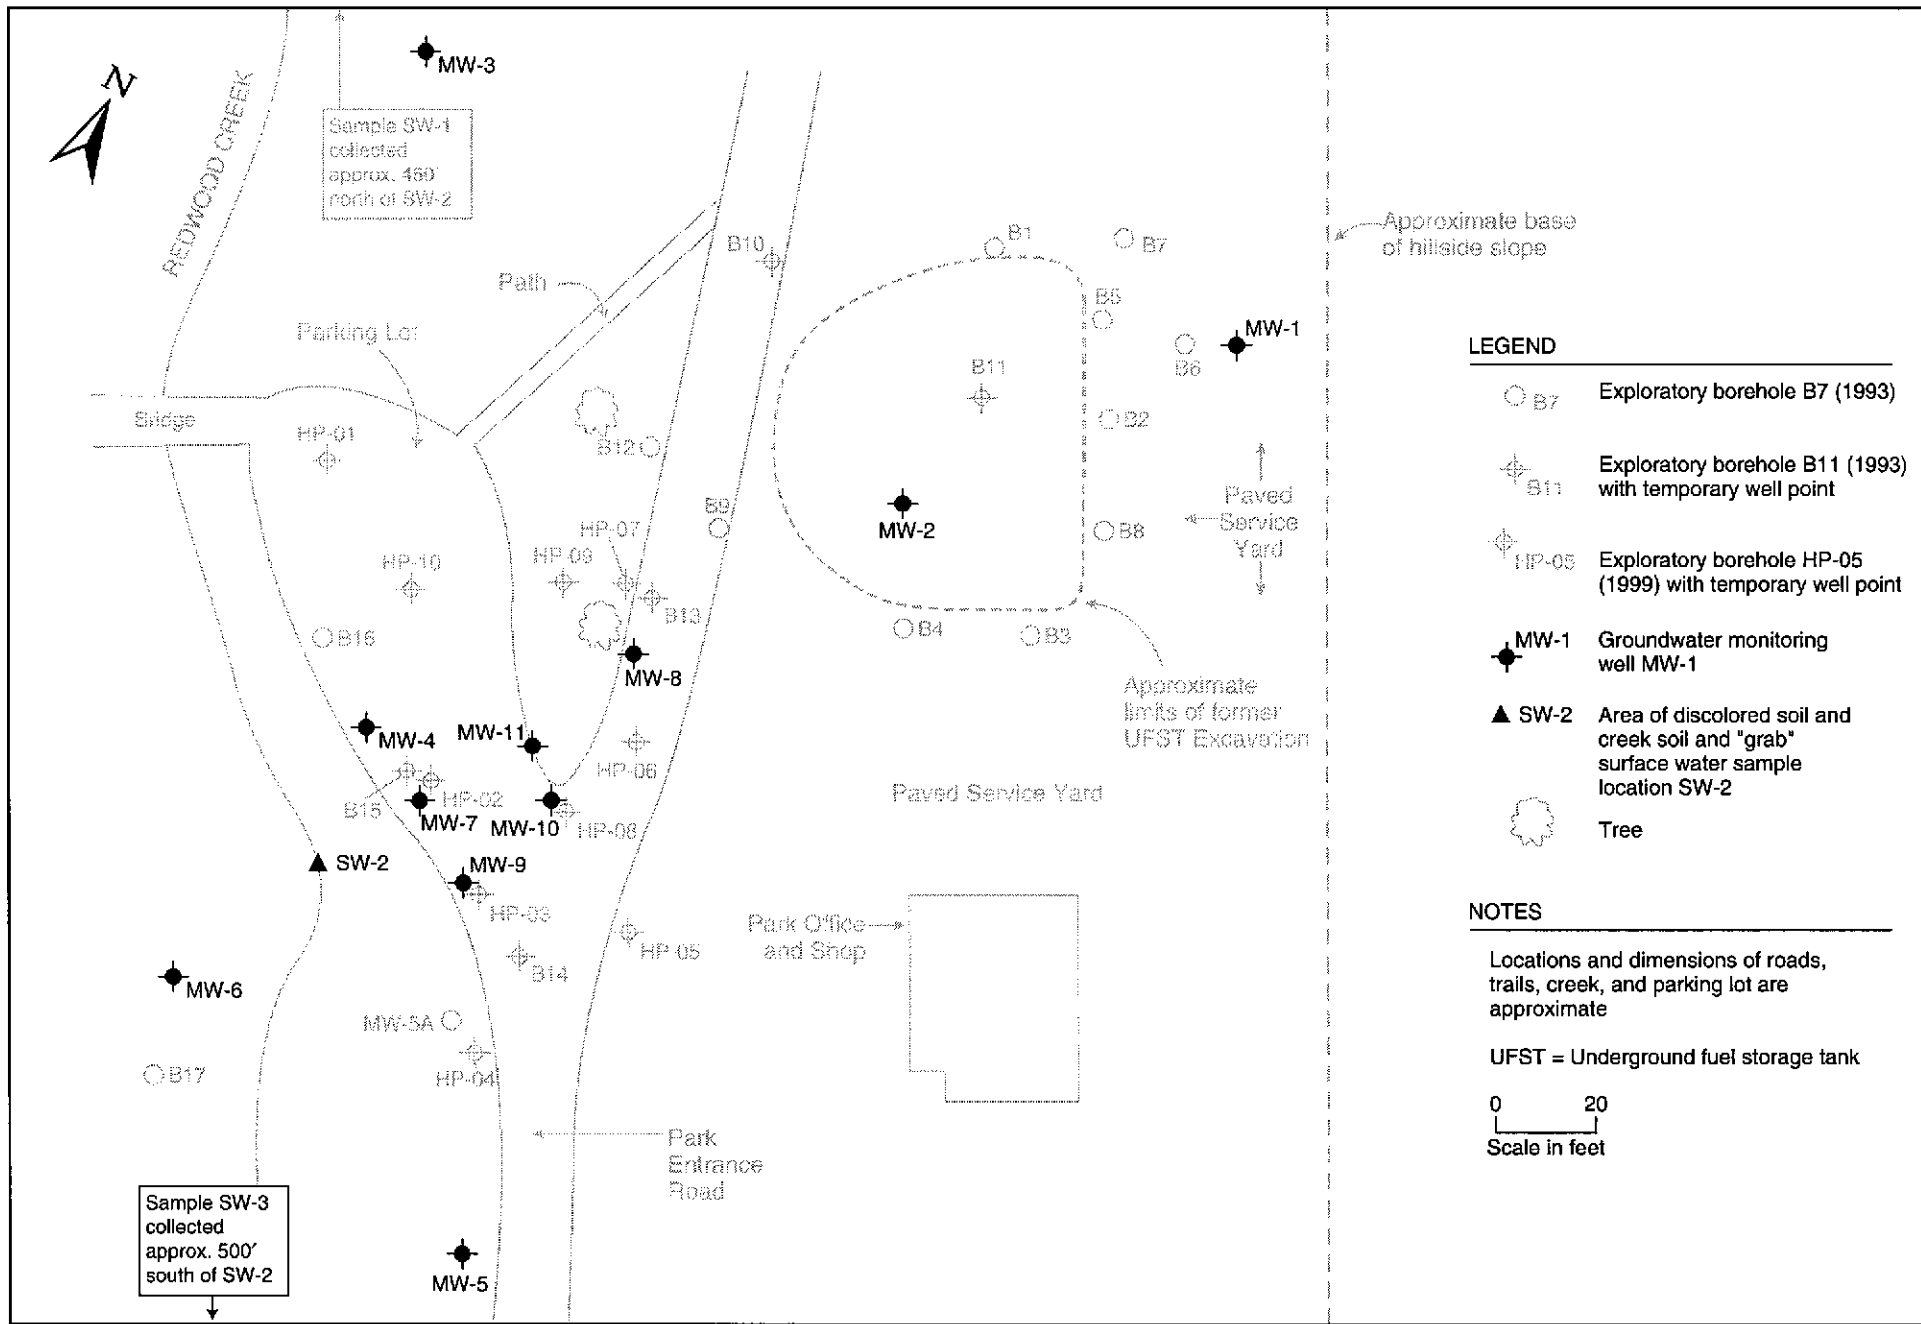 N
REDWOOD CREEK
MW-3
Sample SW-1
collected
approx. 450'
north of SW-2
Path
Parking Lot
Bridge
HP-01
HP-10
B16
B10
B12
B9
HP-07
HP-09
B13
MW-8
B1
B7
B5
B6
MW-1
B11
B2
MW-2
B8
B4
B3
Paved
Service
Yard
Approximate base
of hillside slope
Approximate
limits of former
UFST Excavation
MW-4
MW-11
HP-06
B15
HP-02
MW-7
MW-10
HP-08
SW-2
MW-9
HP-03
B14
HP-05
Paved Service Yard
Park Office
and Shop
MW-6
MW-5A
HP-04
B17
Park
Entrance
Road
Sample SW-3
collected
approx. 500'
south of SW-2
MW-5
LEGEND
B7 Exploratory borehole B7 (1993)
B11 Exploratory borehole B11 (1993)
with temporary well point
HP-05 Exploratory borehole HP-05
(1999) with temporary well point
MW-1 Groundwater monitoring
well MW-1
SW-2 Area of discolored soil and
creek soil and "grab"
surface water sample
location SW-2
Tree
NOTES
Locations and dimensions of roads,
trails, creek, and parking lot are
approximate
UFST = Underground fuel storage tank
0 20
Scale in feet